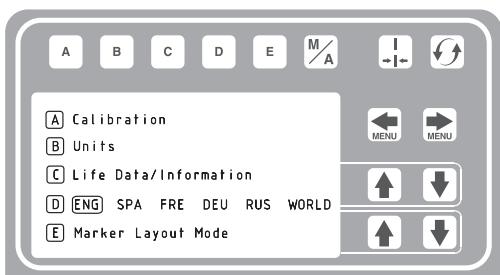 A B C D E M/A
A Calibration
B Units
C Life Data/Information
D ENG SPA FRE DEU RUS WORLD
E Marker Layout Mode
MENU MENU